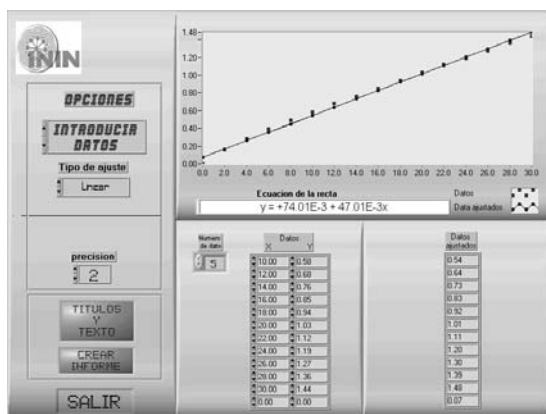 ININ
OPCIONES
INTRODUCIR
DATOS
Tipo de ajuste
Linear
precision
2
TITULOS
Y
TEXTO
CREAR
INFORME
SALIR
1.48
1.40
1.20
1.00
0.80
0.60
0.40
0.20
0.00
0.0 2.0 4.0 6.0 8.0 10.0 12.0 14.0 16.0 18.0 20.0 22.0 24.0 26.0 28.0 30.0
Ecuacion de la recta
y = +74.01E-3 + 47.01E-3x
Datos
Data ajustados
Numero
de dato
5
Datos
X Y
10.00 0.58
12.00 0.68
14.00 0.76
16.00 0.85
18.00 0.94
20.00 1.03
22.00 1.12
24.00 1.19
26.00 1.27
28.00 1.36
30.00 1.44
0.00 0.00
Datos
ajustados
0.54
0.64
0.73
0.83
0.92
1.01
1.11
1.20
1.30
1.39
1.48
0.07